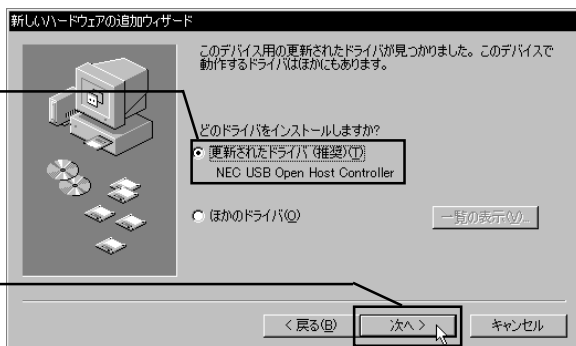 新しいハードウェアの追加ウィザード
このデバイス用の更新されたドライバが見つかりました。このデバイスで
動作するドライバはほかにもあります。
どのドライバをインストールしますか?
更新されたドライバ (推奨)(T)
NEC USB Open Host Controller
ほかのドライバ(O)
一覧の表示(V)...
< 戻る(B)
次へ >
キャンセル